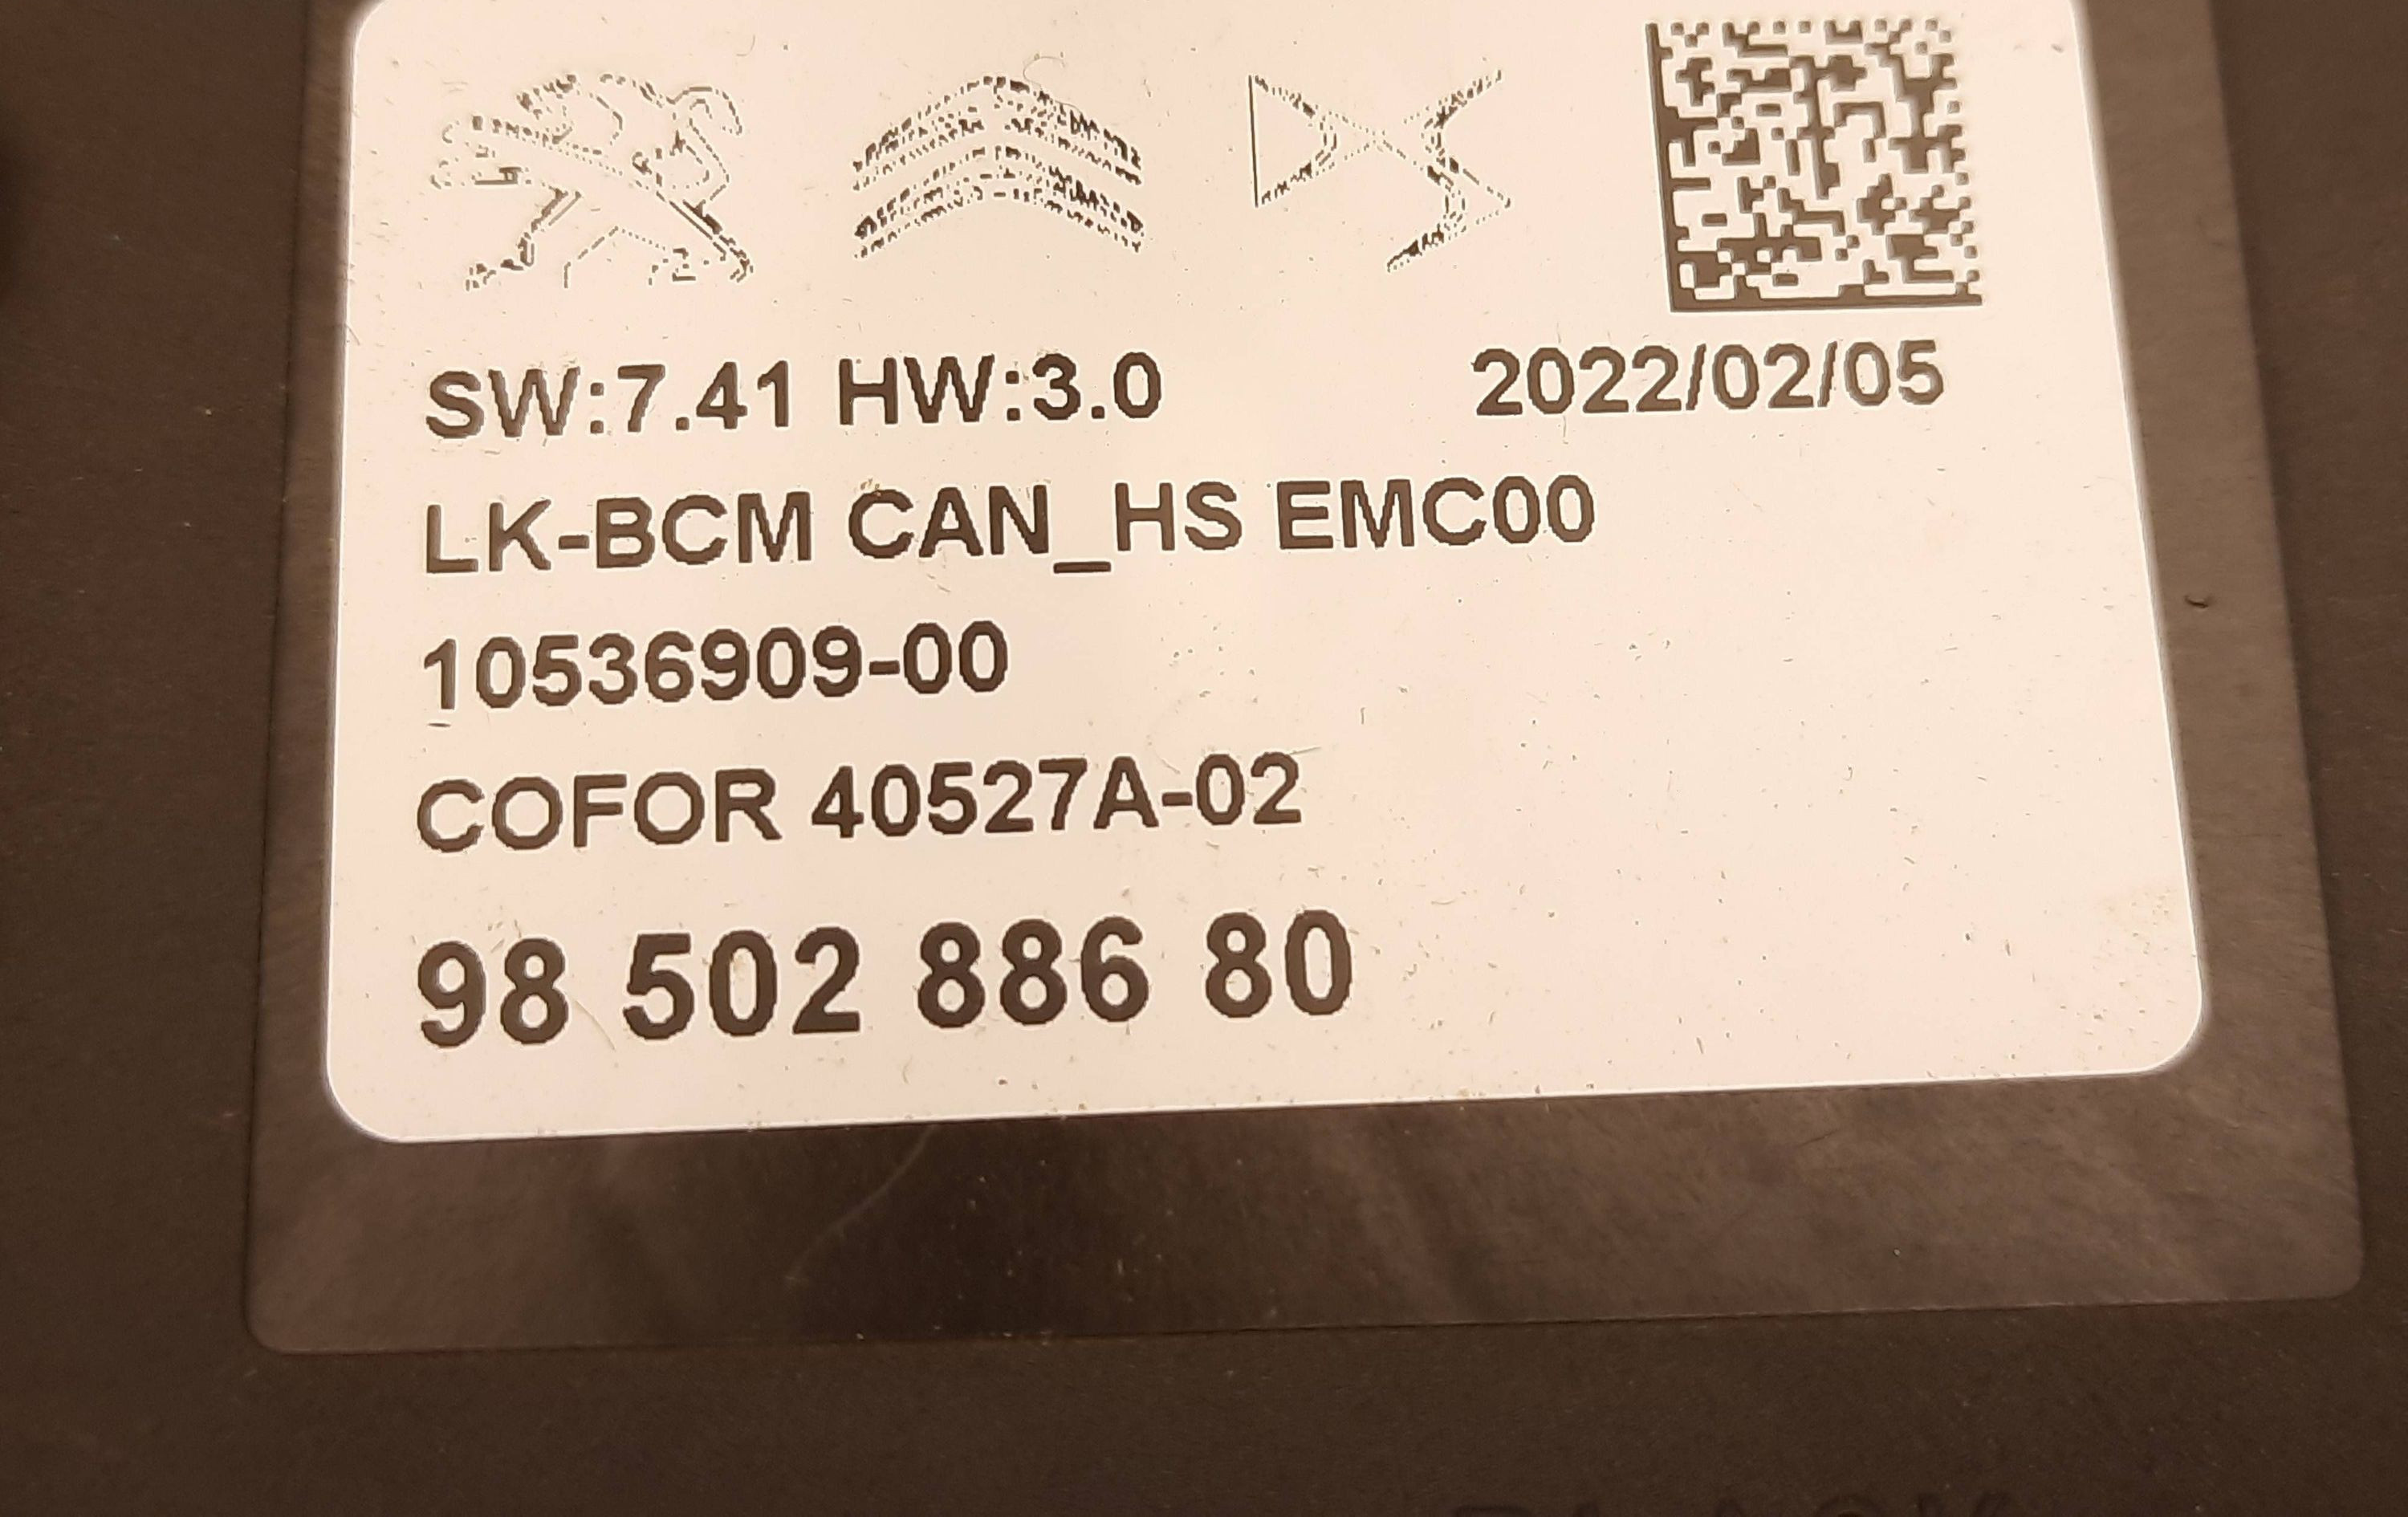 SW:7.41 HW:3.0 2022/02/05
LK-BCM CAN_HS EMC00
10536909-00
COFOR 40527A-02
98 502 886 80